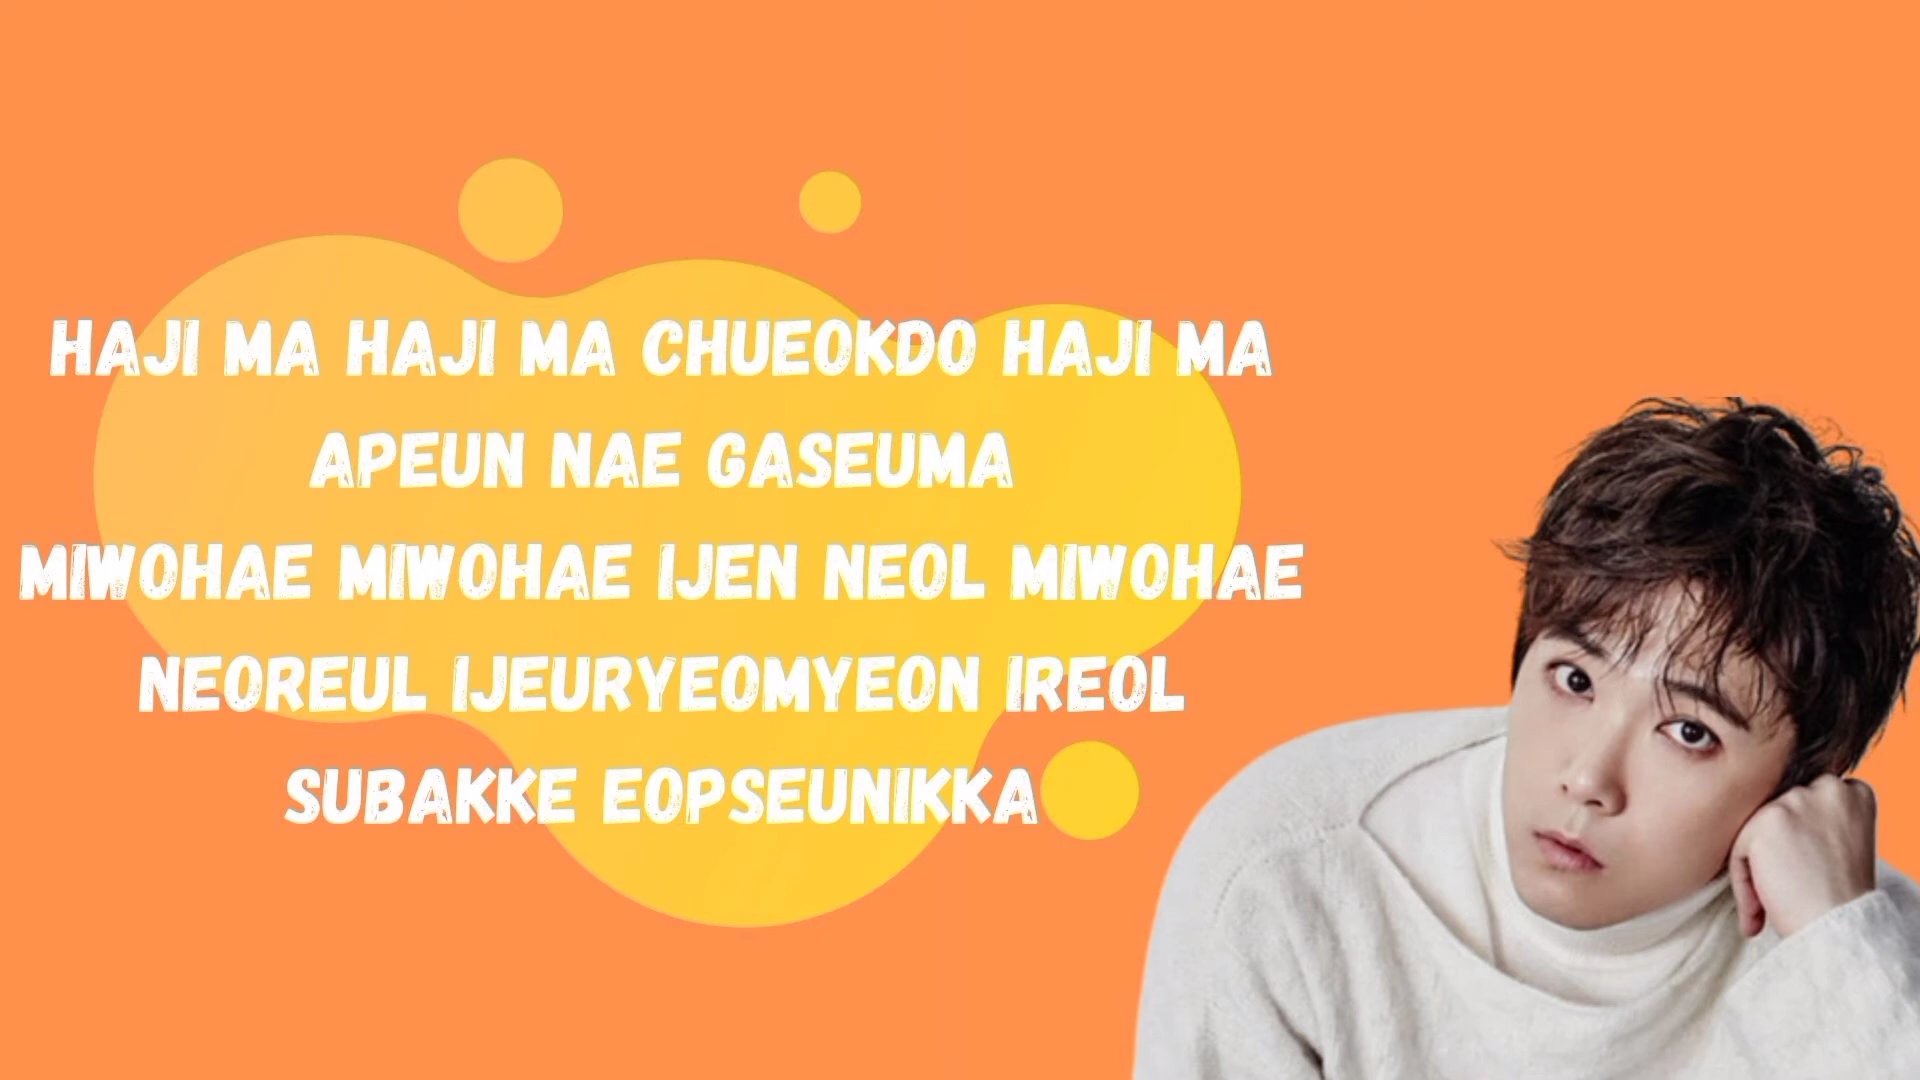 HAJI MA HAJI MA CHUEOKDO HAJI MA
APEUN NAE GASEUMA
MIWOHAE MIWOHAE IJEN NEOL MIWOHAE
NEOREUL IJEURYEOMYEON IREOL
SUBAKKE EOPSEUNIKKA